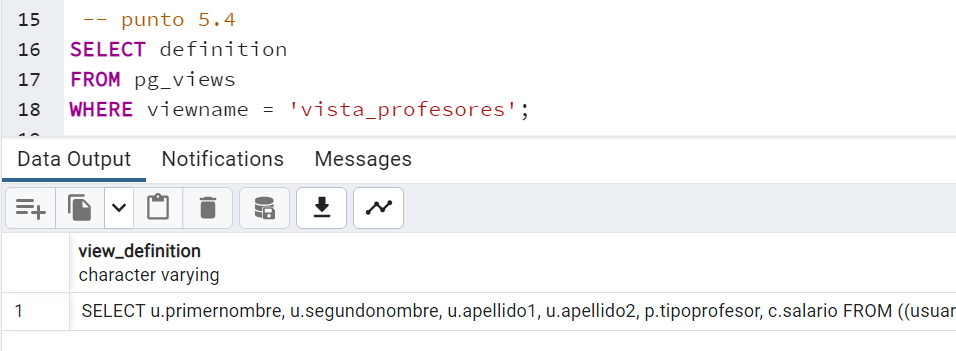 15 -- punto 5.4
16 SELECT definition
17 FROM pg_views
18 WHERE viewname = 'vista_profesores';
Data Output Notifications Messages
view_definition
character varying
1 SELECT u.primernombre, u.segundonombre, u.apellido1, u.apellido2, p.tipoprofesor, c.salario FROM ((usuar